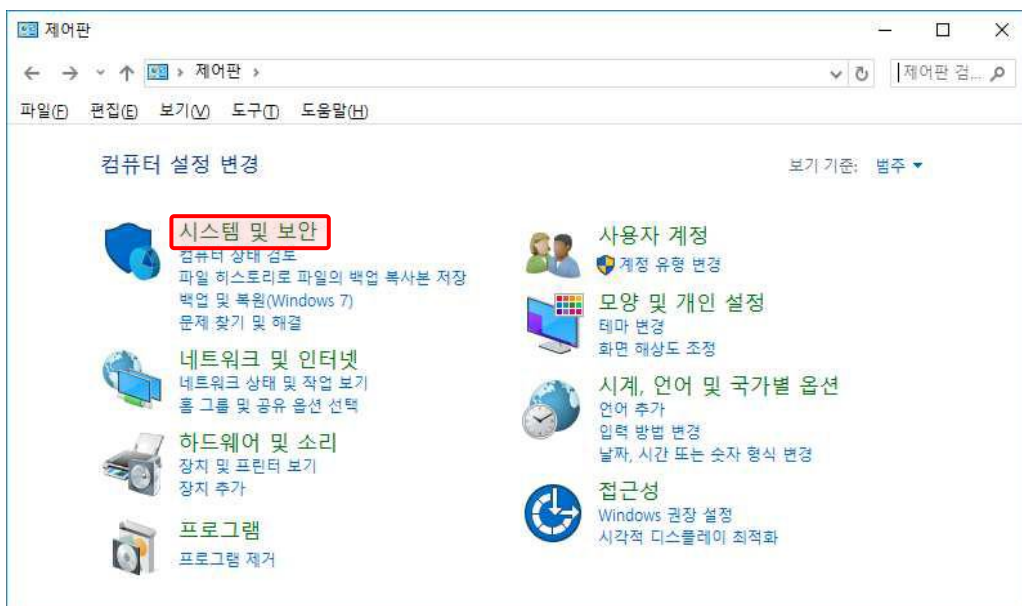 제어판
제어판
제어판 검...
파일(F) 편집(E) 보기(V) 도구(T) 도움말(H)
컴퓨터 설정 변경
보기 기준: 범주
시스템 및 보안
컴퓨터 상태 검토
파일 히스토리로 파일의 백업 복사본 저장
백업 및 복원(Windows 7)
문제 찾기 및 해결
네트워크 및 인터넷
네트워크 상태 및 작업 보기
홈 그룹 및 공유 옵션 선택
하드웨어 및 소리
장치 및 프린터 보기
장치 추가
프로그램
프로그램 제거
사용자 계정
계정 유형 변경
모양 및 개인 설정
테마 변경
화면 해상도 조정
시계, 언어 및 국가별 옵션
언어 추가
입력 방법 변경
날짜, 시간 또는 숫자 형식 변경
접근성
Windows 권장 설정
시각적 디스플레이 최적화